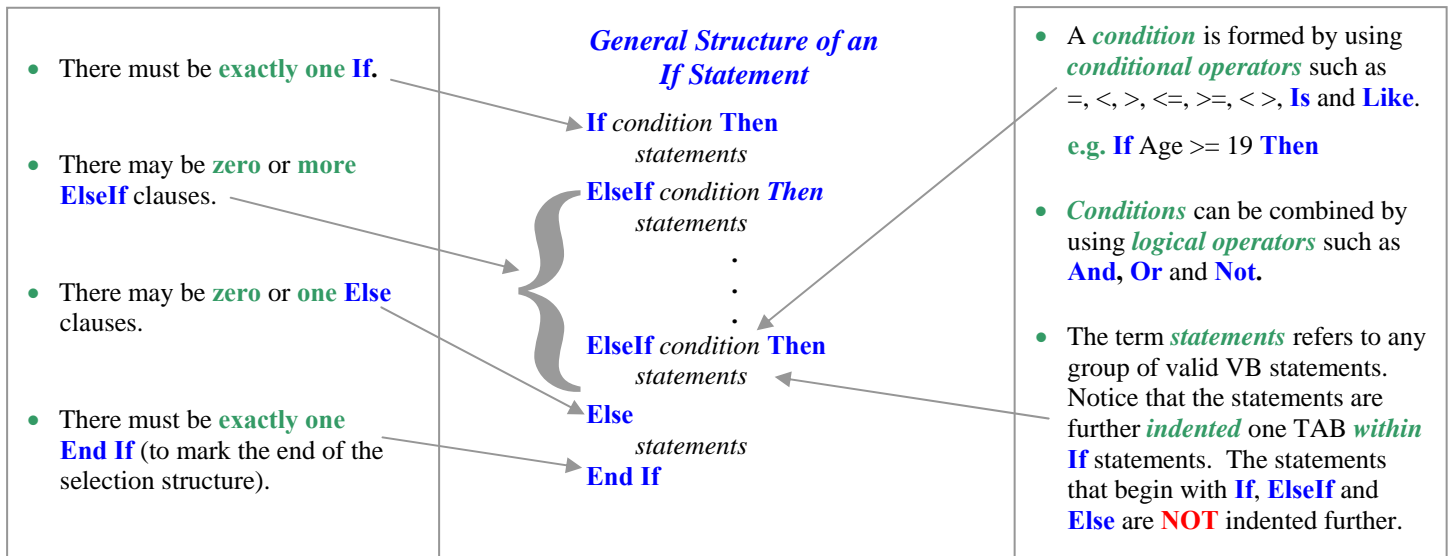 • There must be exactly one If.
• There may be zero or more
ElseIf clauses.
• There may be zero or one Else
clauses.
• There must be exactly one
End If (to mark the end of the
selection structure).
General Structure of an
If Statement
If condition Then
statements
ElseIf condition Then
statements
.
.
.
ElseIf condition Then
statements
Else
statements
End If
• A condition is formed by using
conditional operators such as
=, <, >, <=, >=, < >, Is and Like.
e.g. If Age >= 19 Then
• Conditions can be combined by
using logical operators such as
And, Or and Not.
• The term statements refers to any
group of valid VB statements.
Notice that the statements are
further indented one TAB within
If statements. The statements
that begin with If, ElseIf and
Else are NOT indented further.